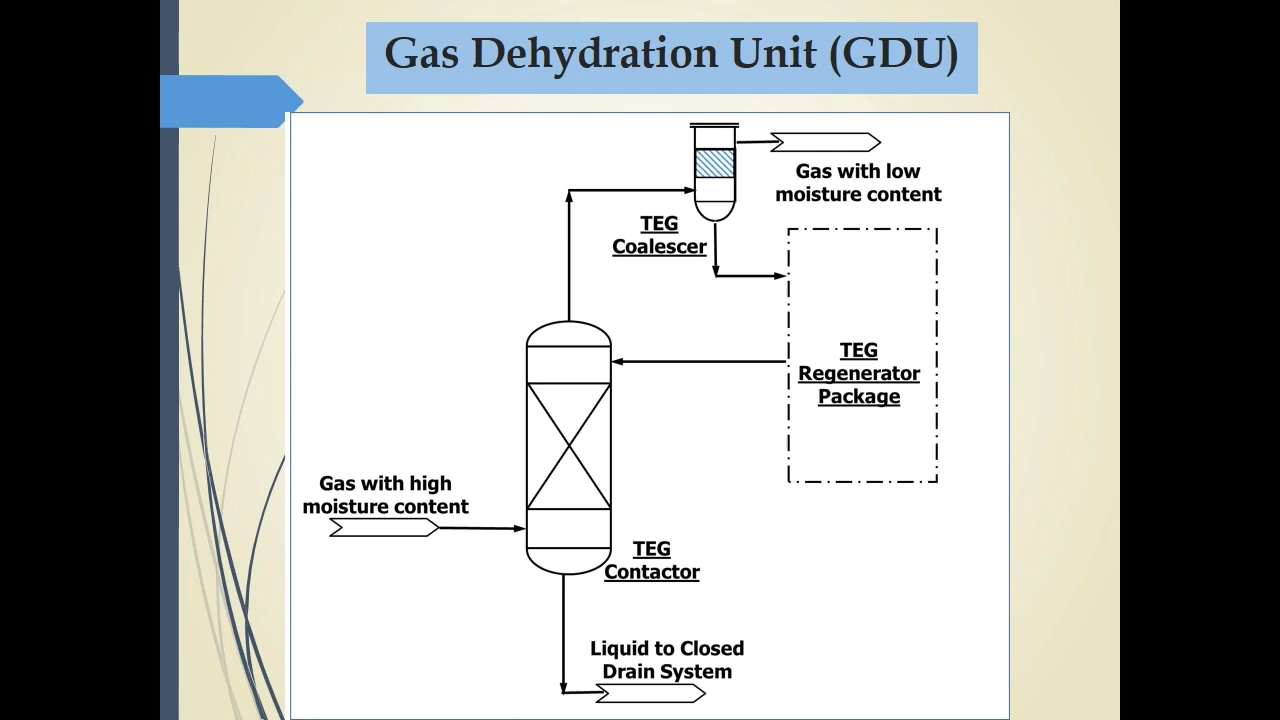 Gas Dehydration Unit (GDU)
Gas with low
moisture content
TEG
Coalescer
TEG
Regenerator
Package
Gas with high
moisture content
TEG
Contactor
Liquid to Closed
Drain System